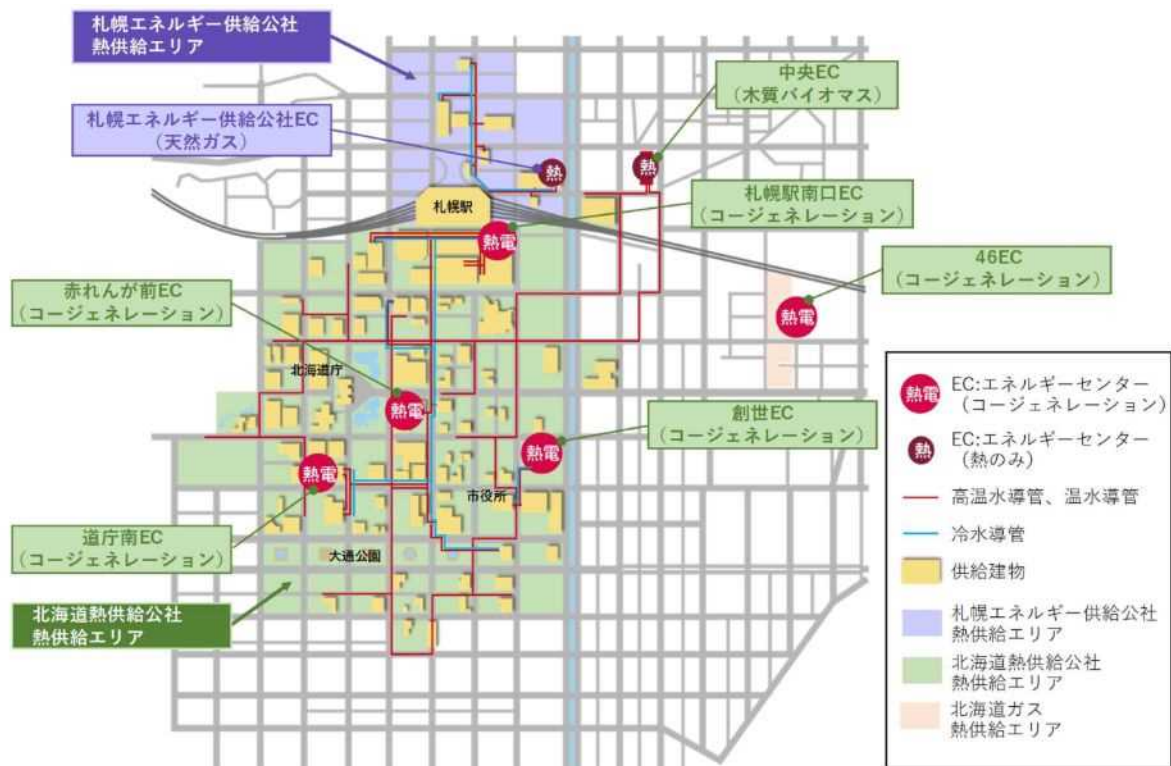 札幌エネルギー供給公社
熱供給エリア
札幌エネルギー供給公社EC
(天然ガス)
中央EC
(木質バイオマス)
熱
熱
札幌駅南口EC
(コージェネレーション)
札幌駅
熱電
46EC
(コージェネレーション)
熱電
赤れんが前EC
(コージェネレーション)
北海道庁
熱電
創世EC
(コージェネレーション)
熱電
熱電
市役所
道庁南EC
(コージェネレーション)
大通公園
北海道熱供給公社
熱供給エリア
熱電
EC:エネルギーセンター
(コージェネレーション)
熱
EC:エネルギーセンター
(熱のみ)
高温水導管、温水導管
冷水導管
供給建物
札幌エネルギー供給公社
熱供給エリア
北海道熱供給公社
熱供給エリア
北海道ガス
熱供給エリア